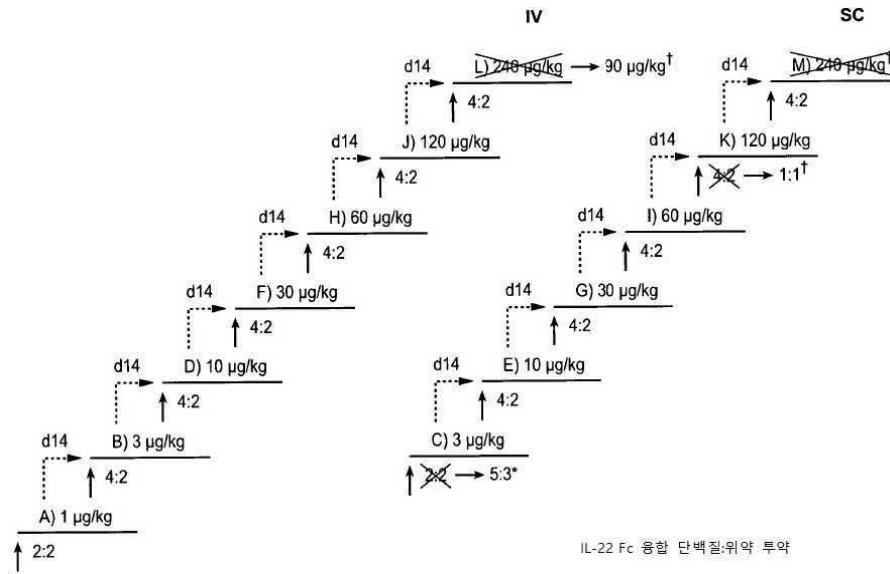 IV
SC
d14
L) 240 µg/kg → 90 µg/kg†
d14
M) 240 µg/kg†
4:2
4:2
d14
J) 120 µg/kg
d14
K) 120 µg/kg
4:2
4:2 → 1:1†
d14
H) 60 µg/kg
d14
I) 60 µg/kg
4:2
4:2
d14
F) 30 µg/kg
d14
G) 30 µg/kg
4:2
4:2
d14
D) 10 µg/kg
d14
E) 10 µg/kg
4:2
4:2
d14
B) 3 µg/kg
C) 3 µg/kg
4:2
2:2 → 5:3*
A) 1 µg/kg
2:2
IL-22 Fc 융합 단백질:위약 투약